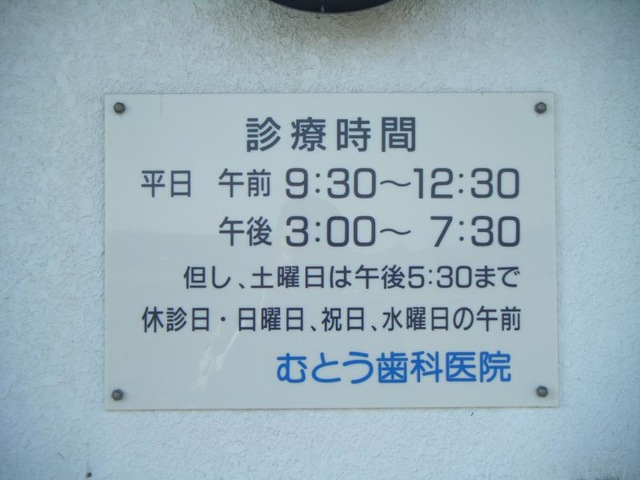 診療時間
平日 午前 9:30～12:30
午後 3:00～ 7:30
但し、土曜日は午後5:30まで
休診日・日曜日、祝日、水曜日の午前
むとう歯科医院